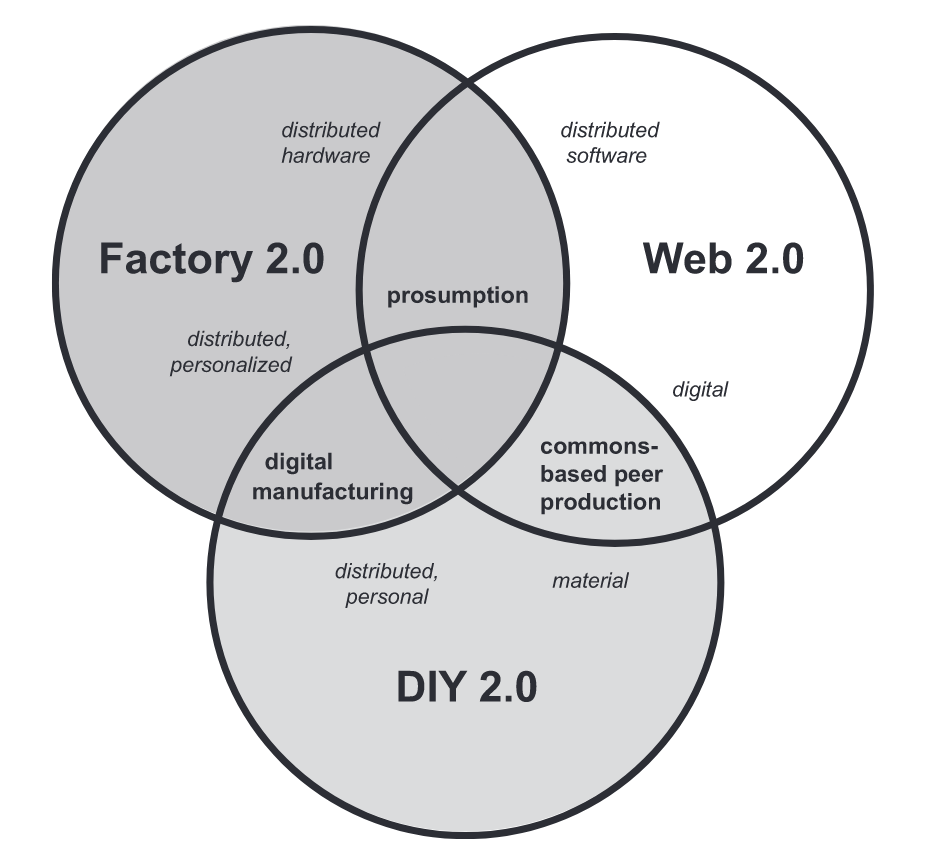 distributed
hardware
distributed
software
Factory 2.0
Web 2.0
prosumption
distributed,
personalized
digital
digital
manufacturing
commons-
based peer
production
distributed,
personal
material
DIY 2.0